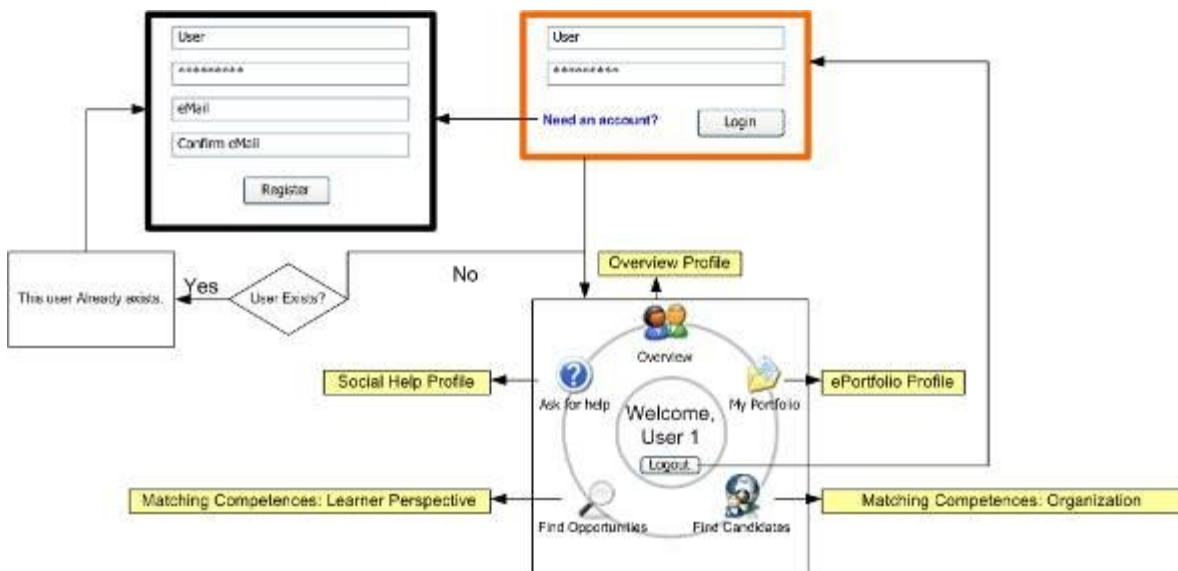 User
*********
eMail
Confirm eMail
Register
User
*********
Need an account?
Login
This user Already exists.
Yes
User Exists?
No
Overview Profile
Overview
Social Help Profile
Ask for help
My Portfolio
ePortfolio Profile
Welcome,
User 1
Logout
Matching Competences: Learner Perspective
Find Opportunities
Find Candidates
Matching Competences: Organization